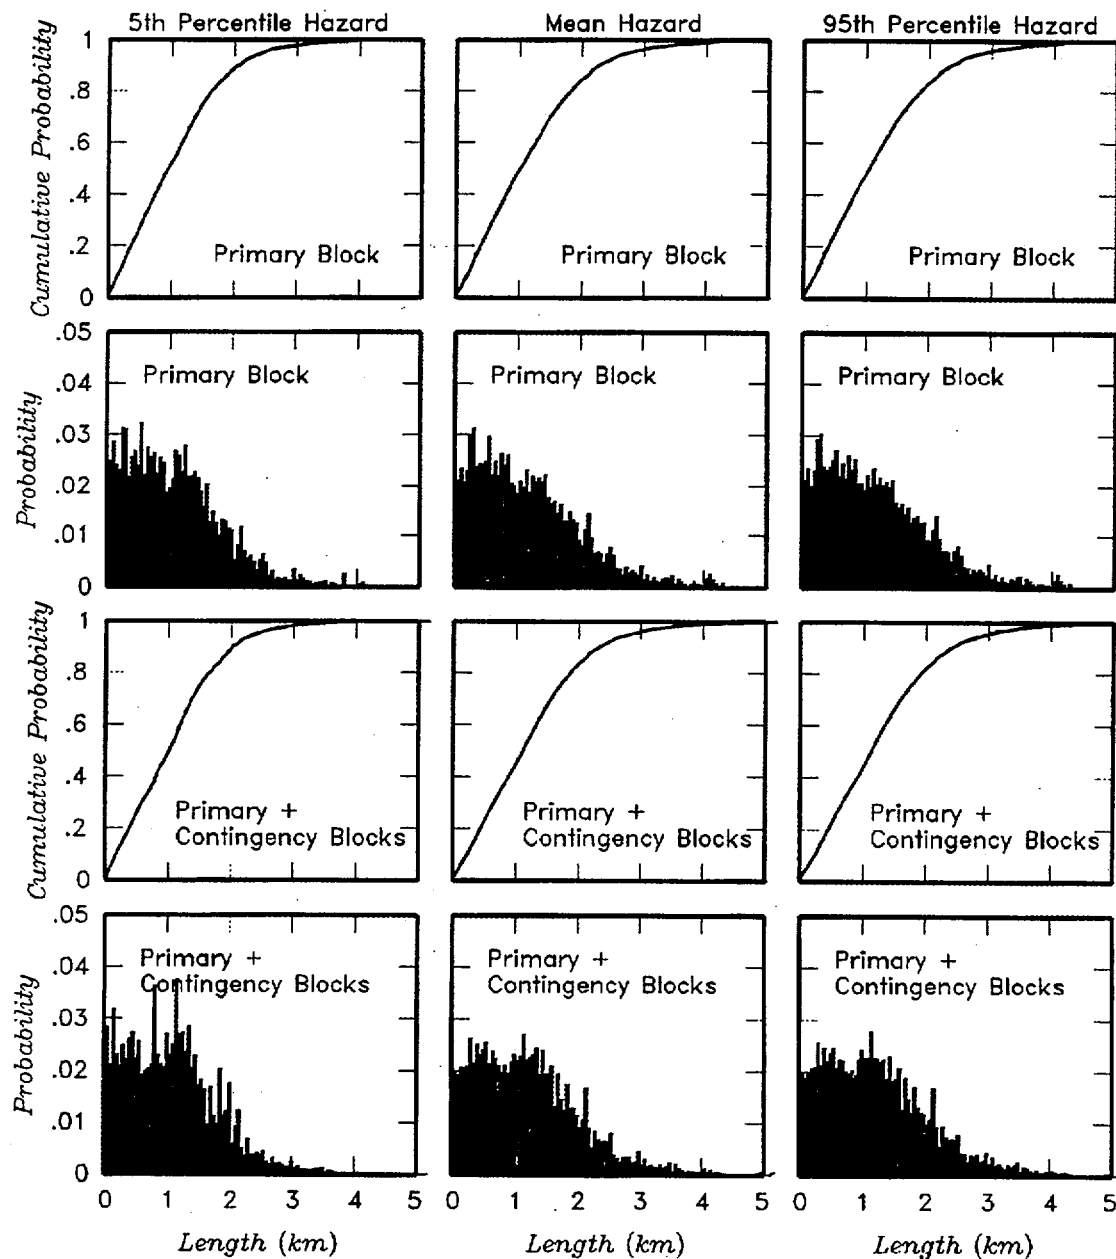 5th Percentile Hazard
Mean Hazard
95th Percentile Hazard
Cumulative Probability
1
.8
.6
.4
.2
0
Primary Block
Primary Block
Primary Block
Probability
.05
.04
.03
.02
.01
0
Primary Block
Primary Block
Primary Block
Cumulative Probability
1
.8
.6
.4
.2
0
Primary +
Contingency Blocks
Primary +
Contingency Blocks
Primary +
Contingency Blocks
Probability
.05
.04
.03
.02
.01
0
Primary +
Contingency Blocks
Primary +
Contingency Blocks
Primary +
Contingency Blocks
0 1 2 3 4 5
0 1 2 3 4 5
0 1 2 3 4 5
Length (km)
Length (km)
Length (km)